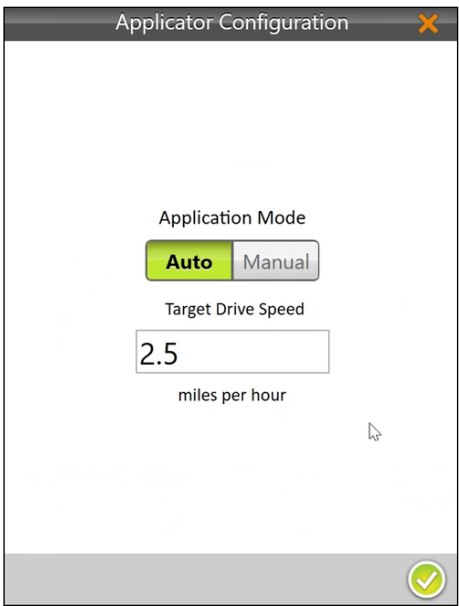 Applicator Configuration
Application Mode
Auto Manual
Target Drive Speed
2.5
miles per hour